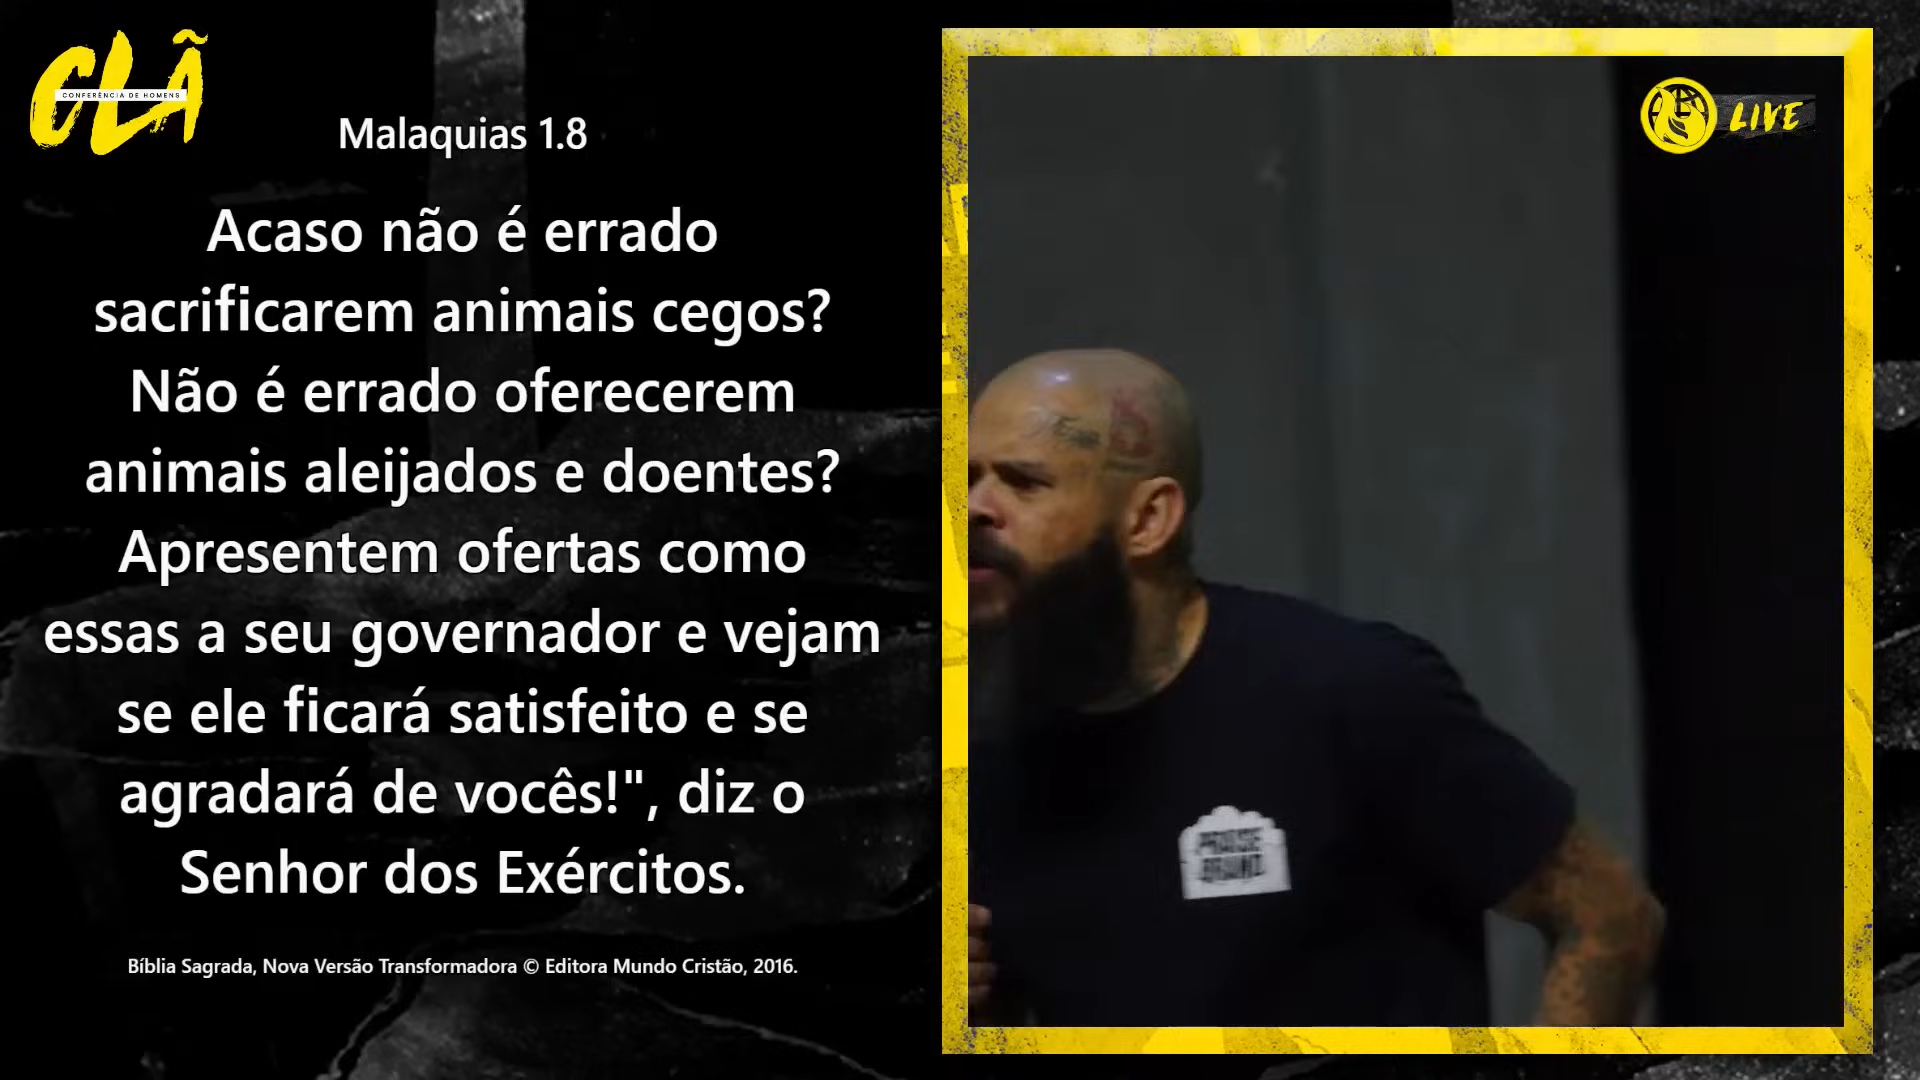 CLÃ
CONFERÊNCIA DE HOMENS
Malaquias 1.8
Acaso não é errado
sacrificarem animais cegos?
Não é errado oferecerem
animais aleijados e doentes?
Apresentem ofertas como
essas a seu governador e vejam
se ele ficará satisfeito e se
agradará de vocês!", diz o
Senhor dos Exércitos.
Bíblia Sagrada, Nova Versão Transformadora © Editora Mundo Cristão, 2016.
LIVE